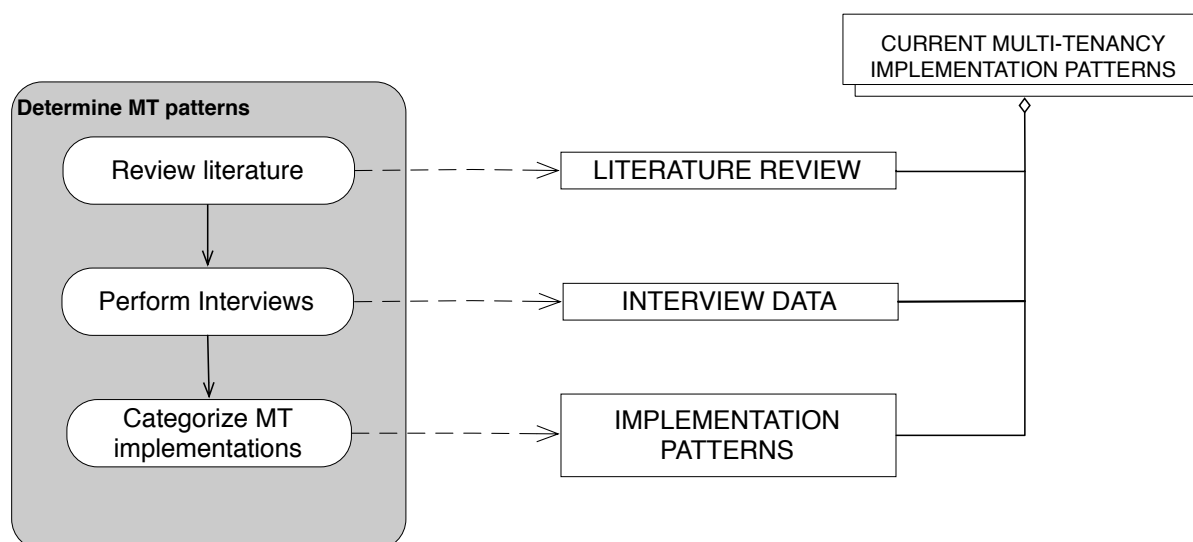 CURRENT MULTI-TENANCY
IMPLEMENTATION PATTERNS
Determine MT patterns
Review literature
LITERATURE REVIEW
Perform Interviews
INTERVIEW DATA
Categorize MT
implementations
IMPLEMENTATION
PATTERNS